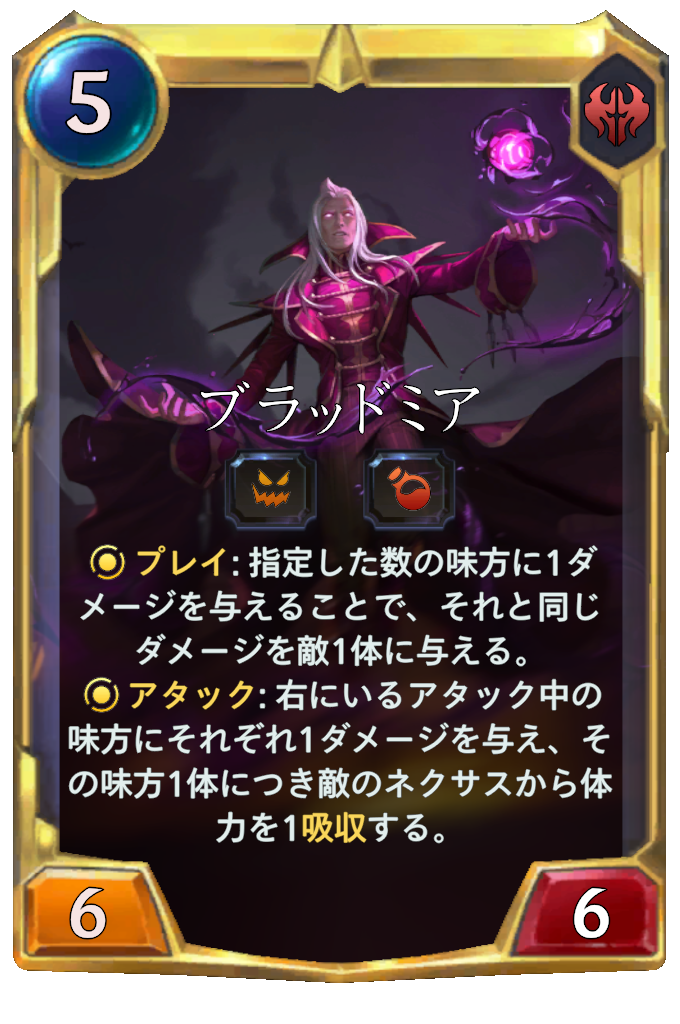 5
ブラッドミア
プレイ: 指定した数の味方に1ダ
メージを与えることで、それと同じ
ダメージを敵1体に与える。
アタック: 右にいるアタック中の
味方にそれぞれ1ダメージを与え、そ
の味方1体につき敵のネクサスから体
力を1吸収する。
6
6